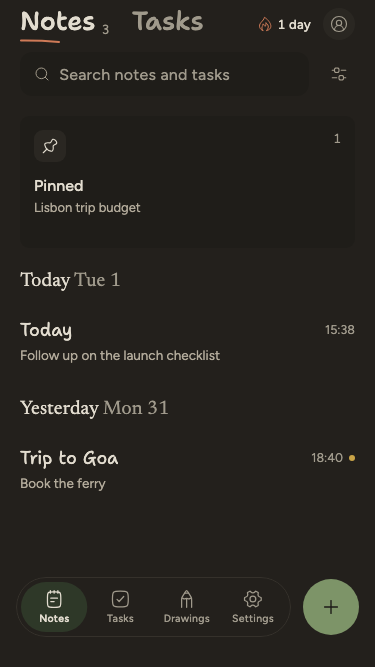 Notes 3 Tasks 1 day
Search notes and tasks
1
Pinned
Lisbon trip budget
Today Tue 1
Today 15:38
Follow up on the launch checklist
Yesterday Mon 31
Trip to Goa 18:40
Book the ferry
Notes Tasks Drawings Settings